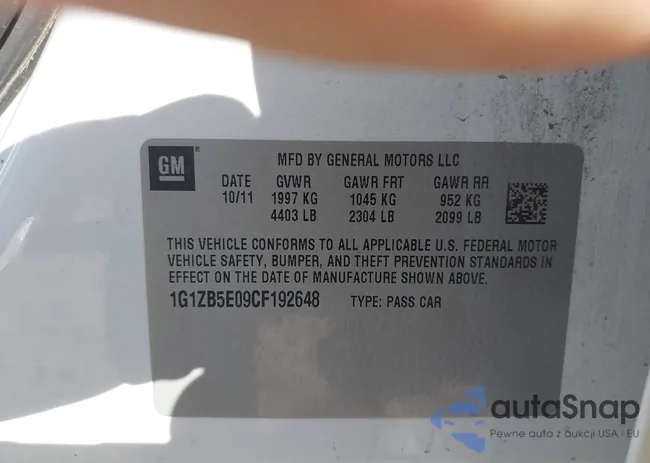 GM®
MFD BY GENERAL MOTORS LLC
DATE GVWR GAWR FRT GAWR RR
10/11 1997 KG 1045 KG 952 KG
4403 LB 2304 LB 2099 LB
THIS VEHICLE CONFORMS TO ALL APPLICABLE U.S. FEDERAL MOTOR
VEHICLE SAFETY, BUMPER, AND THEFT PREVENTION STANDARDS IN
EFFECT ON THE DATE OF MANUFACTURE SHOWN ABOVE.
1G1ZB5E09CF192648 TYPE: PASS CAR
autaSnap
Pewne auta z aukcji USA i EU